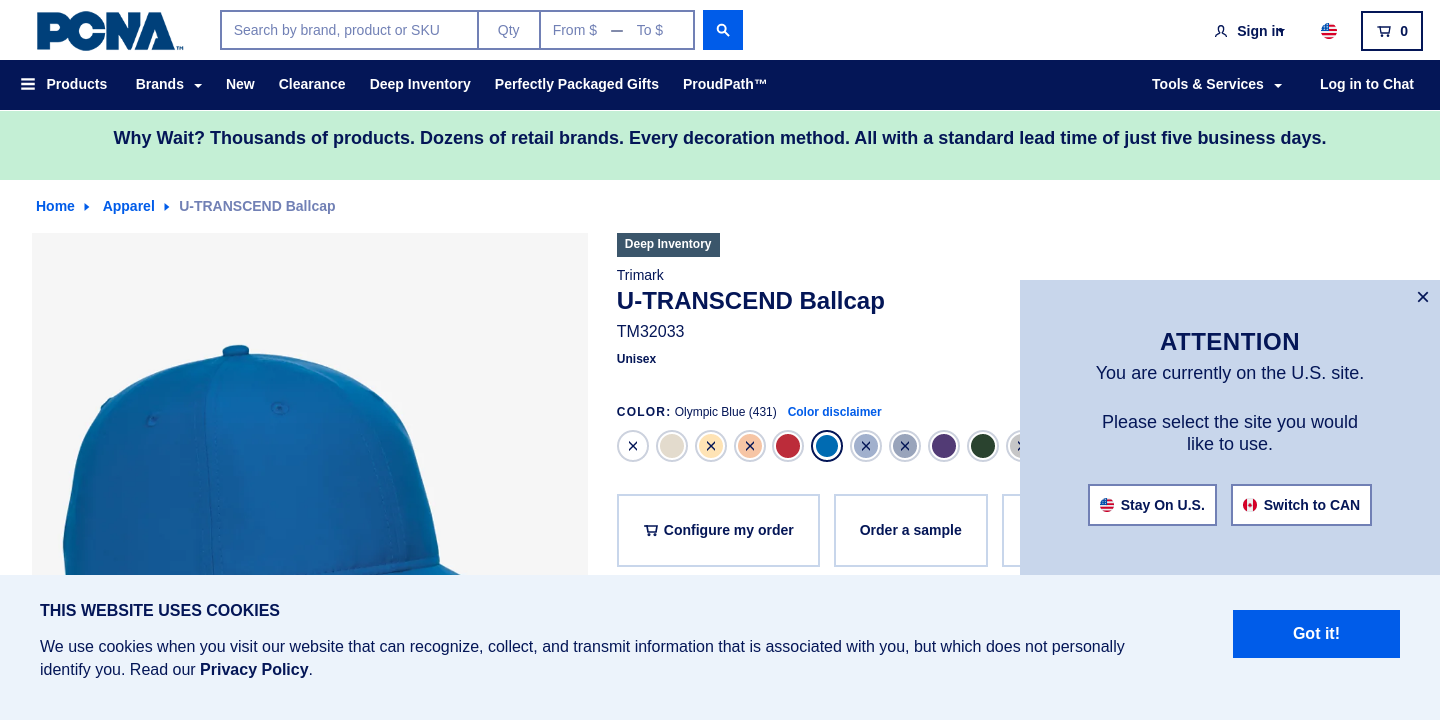 PCNA™
Search by brand, product or SKU
Qty
From $ — To $
Sign in
0
Products
Brands
New
Clearance
Deep Inventory
Perfectly Packaged Gifts
ProudPath™
Tools & Services
Log in to Chat
Why Wait? Thousands of products. Dozens of retail brands. Every decoration method. All with a standard lead time of just five business days.
Home
Apparel
U-TRANSCEND Ballcap
Deep Inventory
Trimark
U-TRANSCEND Ballcap
TM32033
Unisex
COLOR: Olympic Blue (431) Color disclaimer
Configure my order
Order a sample
ATTENTION
You are currently on the U.S. site.
Please select the site you would
like to use.
Stay On U.S.
Switch to CAN
THIS WEBSITE USES COOKIES
We use cookies when you visit our website that can recognize, collect, and transmit information that is associated with you, but which does not personally
identify you. Read our Privacy Policy.
Got it!